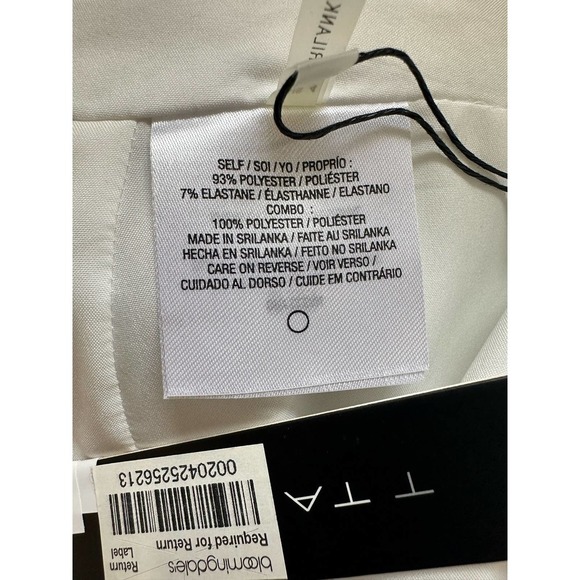 SELF / SOI / YO / PROPRIO :
93% POLYESTER / POLIÉSTER
7% ELASTANE / ÉLASTHANNE / ELASTANO
COMBO :
100% POLYESTER / POLIÉSTER
MADE IN SRILANKA / FAITE AU SRILANKA
HECHA EN SRILANKA / FEITO NO SRILANKA
CARE ON REVERSE / VOIR VERSO /
CUIDADO AL DORSO / CUIDE EM CONTRÁRIO
bloomingdale's
Return
Label
Required for Return
0020425256213